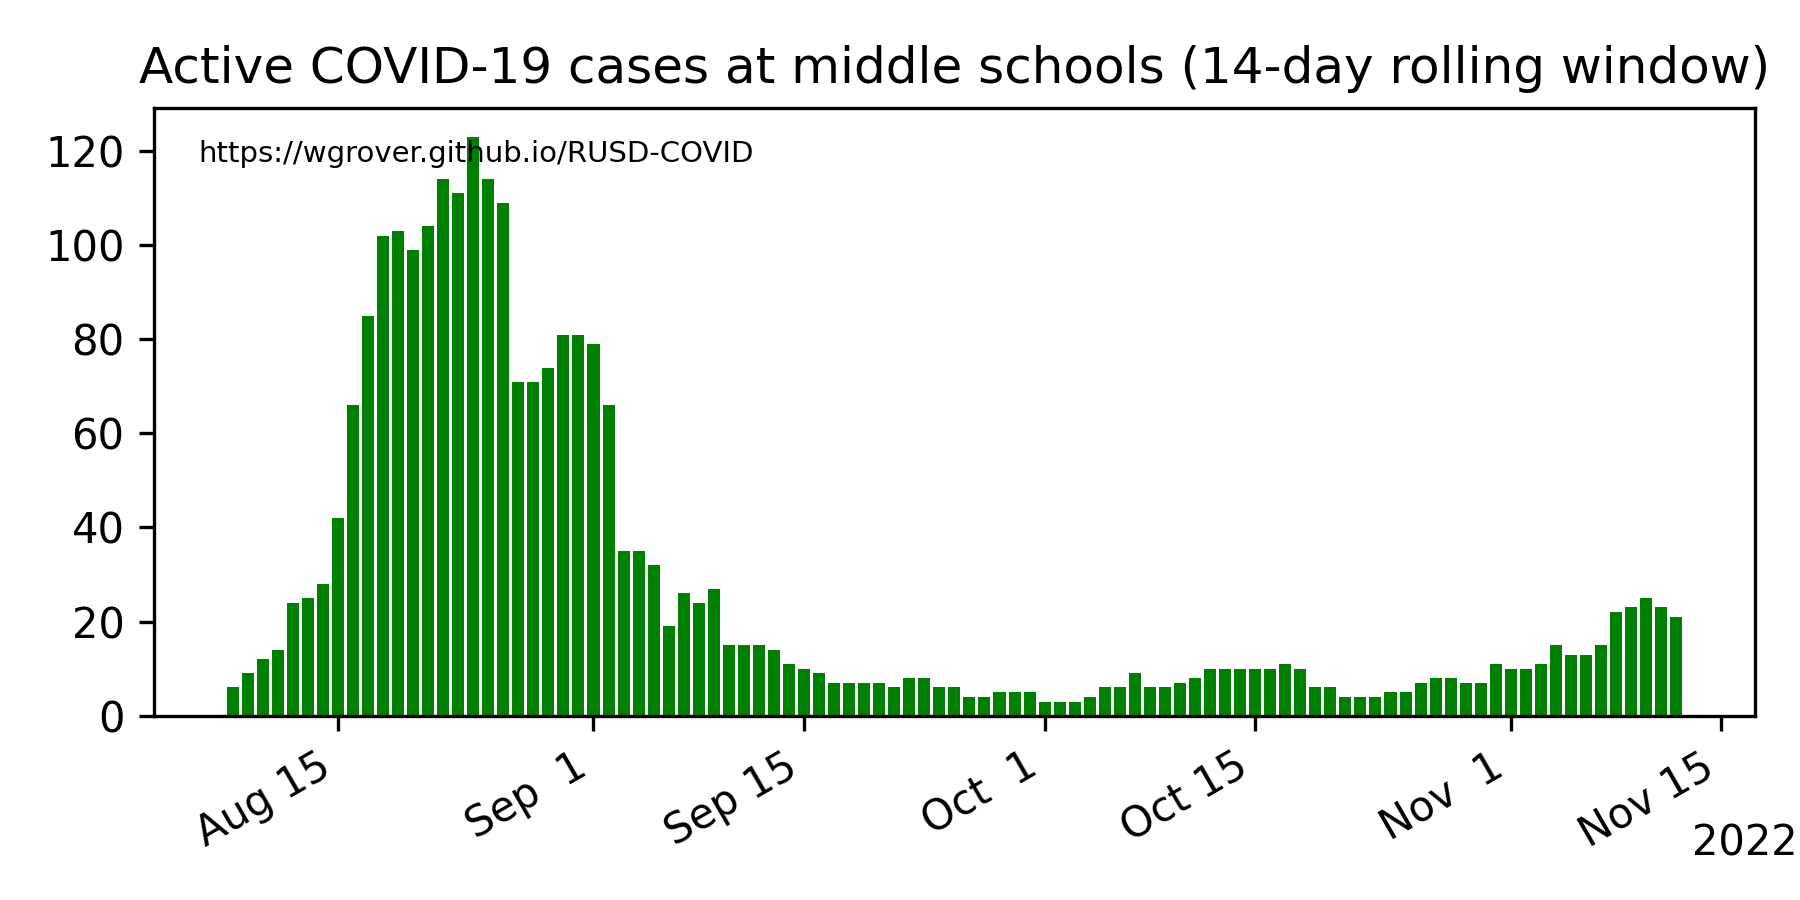 Active COVID-19 cases at middle schools (14-day rolling window)
https://wgrover.github.io/RUSD-COVID
120
100
80
60
40
20
0
Aug 15
Sep  1
Sep 15
Oct  1
Oct 15
Nov  1
Nov 15
2022